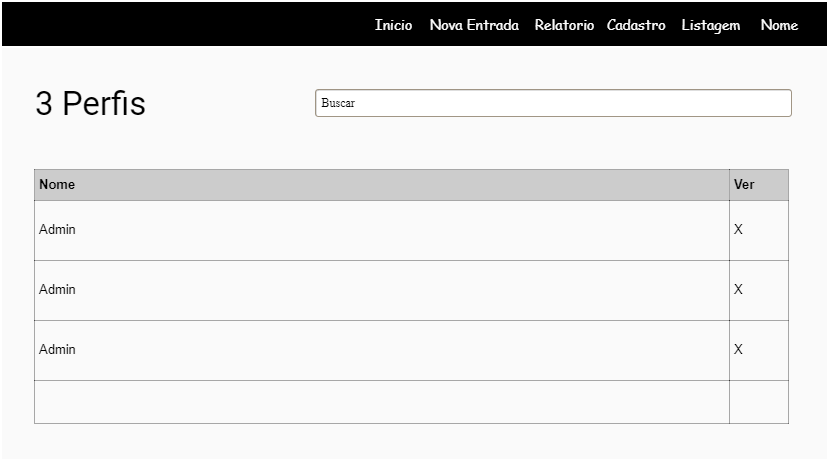 Inicio Nova Entrada Relatorio Cadastro Listagem Nome
3 Perfis Buscar
Nome Ver
Admin X
Admin X
Admin X